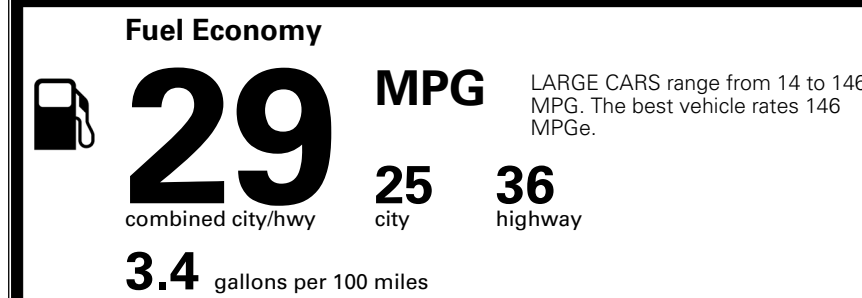 Fuel Economy
29
MPG
LARGE CARS range from 14 to 146
MPG. The best vehicle rates 146
MPGe.
combined city/hwy
25
city
36
highway
3.4 gallons per 100 miles